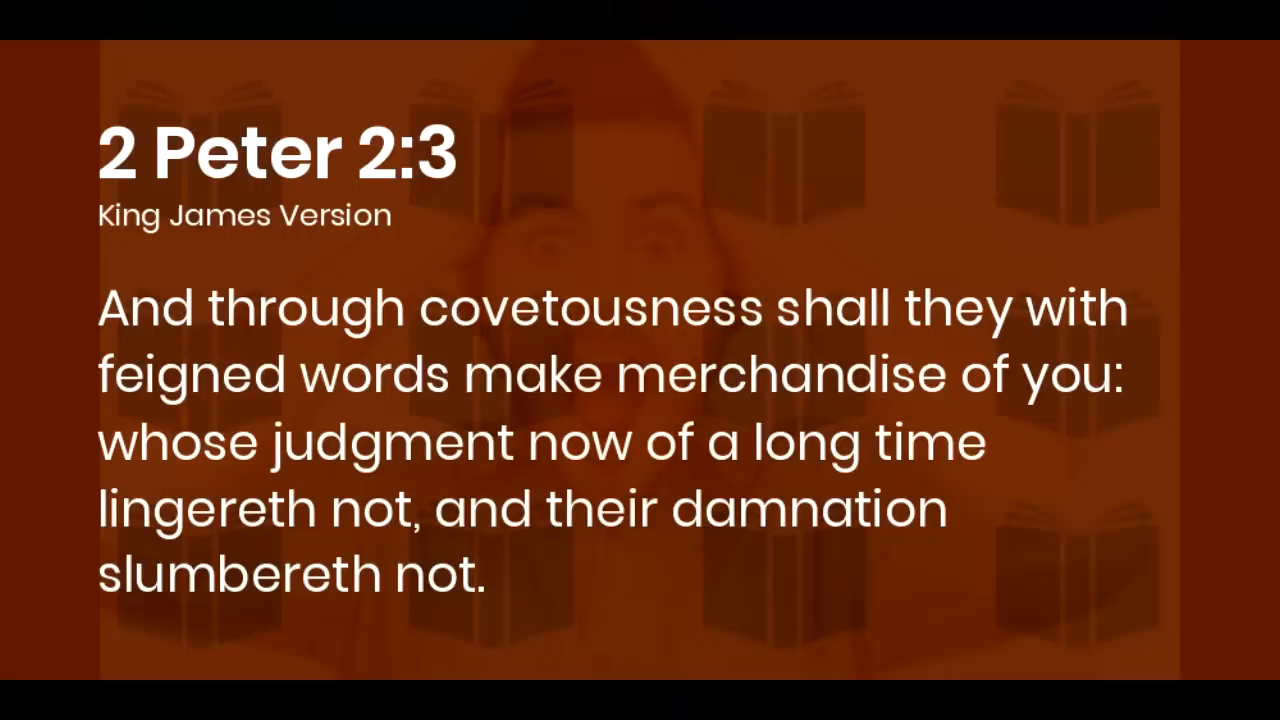 2 Peter 2:3
King James Version
And through covetousness shall they with
feigned words make merchandise of you:
whose judgment now of a long time
lingereth not, and their damnation
slumbereth not.